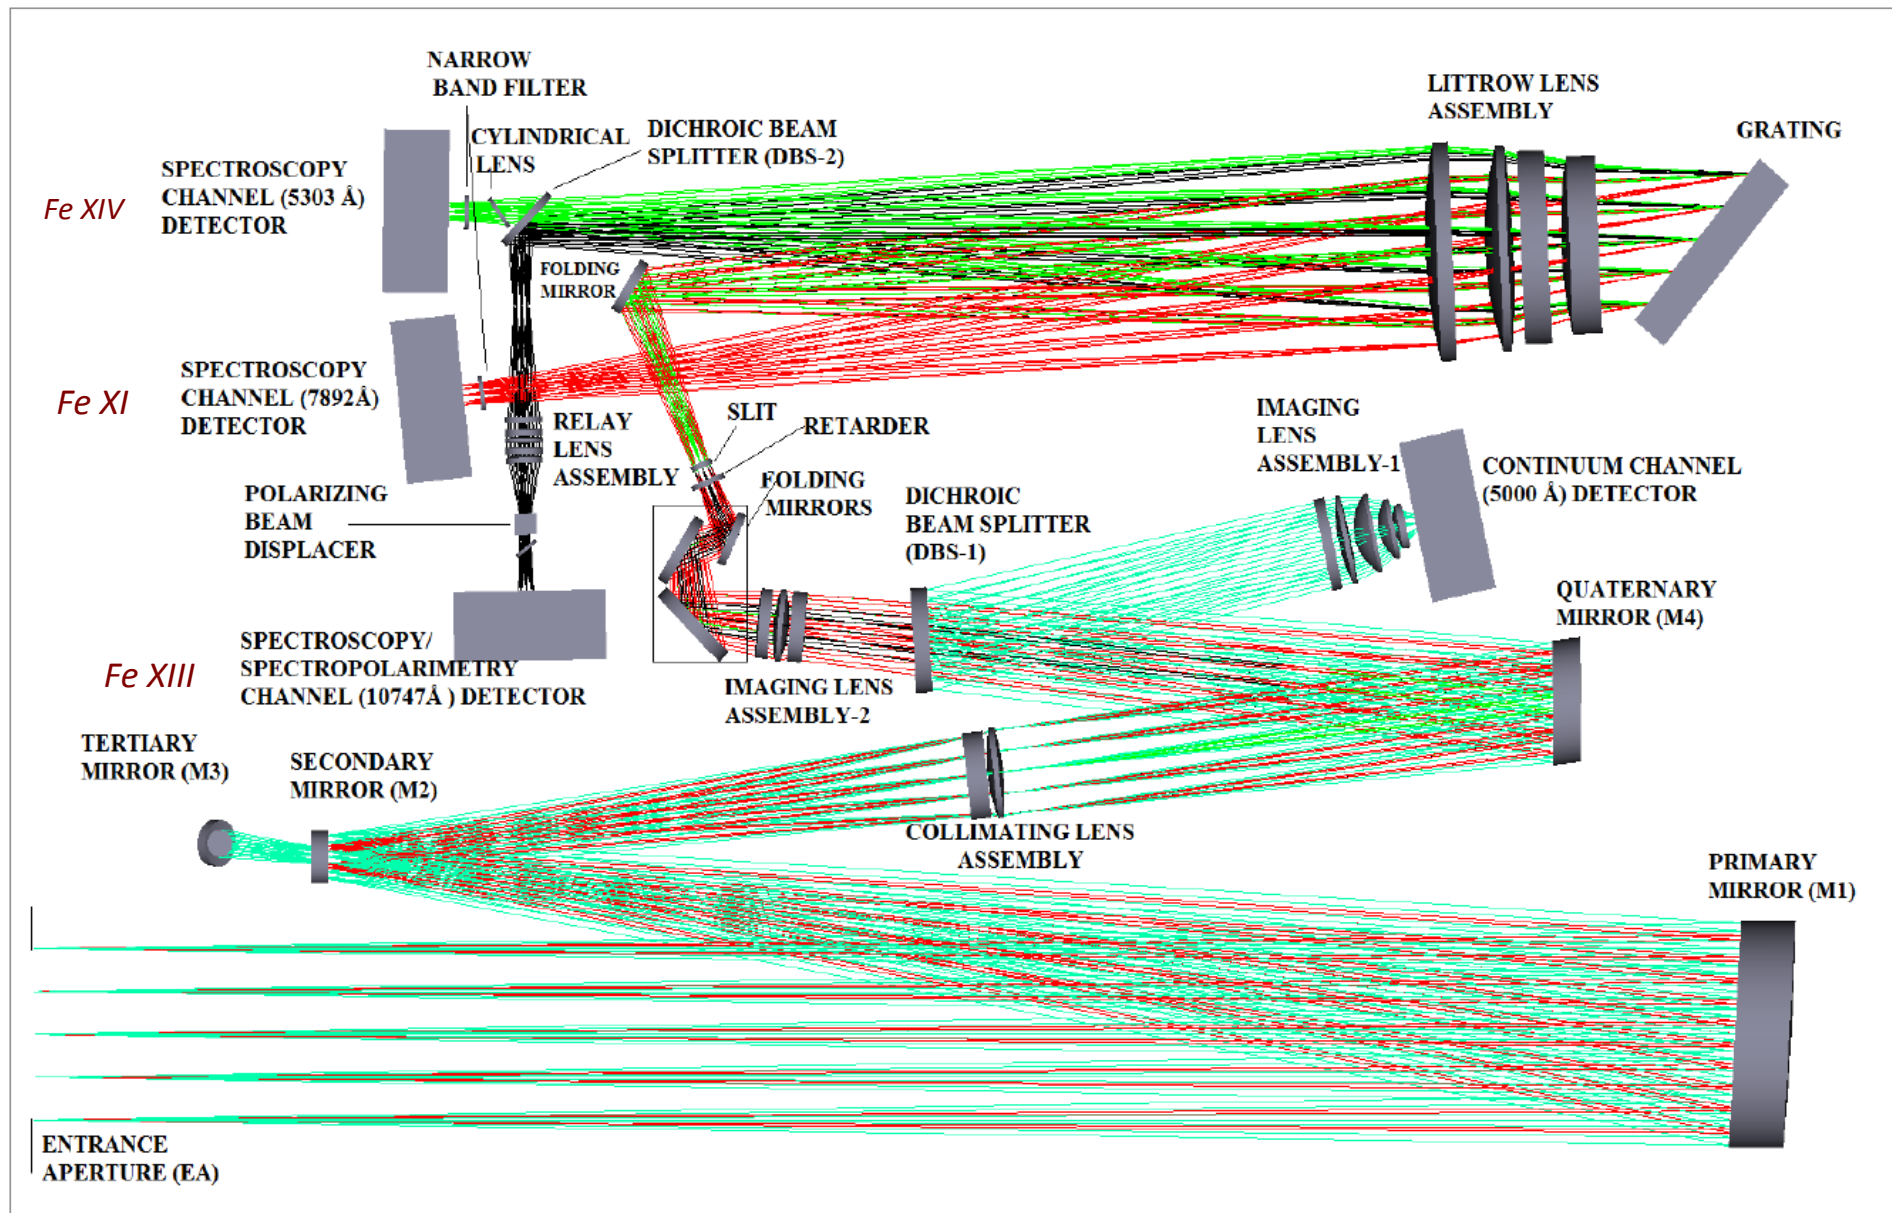 NARROW
BAND FILTER
CYLINDRICAL
LENS
DICHROIC BEAM
SPLITTER (DBS-2)
LITTROW LENS
ASSEMBLY
GRATING
SPECTROSCOPY
CHANNEL (5303 Å)
DETECTOR
Fe XIV
FOLDING
MIRROR
SPECTROSCOPY
CHANNEL (7892Å)
DETECTOR
Fe XI
RELAY
LENS
ASSEMBLY
SLIT
RETARDER
FOLDING
MIRRORS
IMAGING
LENS
ASSEMBLY-1
CONTINUUM CHANNEL
(5000 Å) DETECTOR
POLARIZING
BEAM
DISPLACER
DICHROIC
BEAM SPLITTER
(DBS-1)
QUATERNARY
MIRROR (M4)
SPECTROSCOPY/
SPECTROPOLARIMETRY
CHANNEL (10747Å ) DETECTOR
Fe XIII
IMAGING LENS
ASSEMBLY-2
TERTIARY
MIRROR (M3)
SECONDARY
MIRROR (M2)
COLLIMATING LENS
ASSEMBLY
PRIMARY
MIRROR (M1)
ENTRANCE
APERTURE (EA)